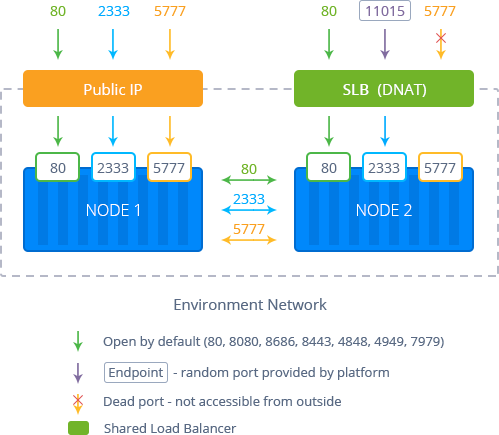 80 2333 5777 80 11015 5777
Public IP SLB (DNAT)
80 2333 5777 80 80 2333 5777
2333
NODE 1 NODE 2
5777
Environment Network
Open by default (80, 8080, 8686, 8443, 4848, 4949, 7979)
Endpoint - random port provided by platform
Dead port - not accessible from outside
Shared Load Balancer